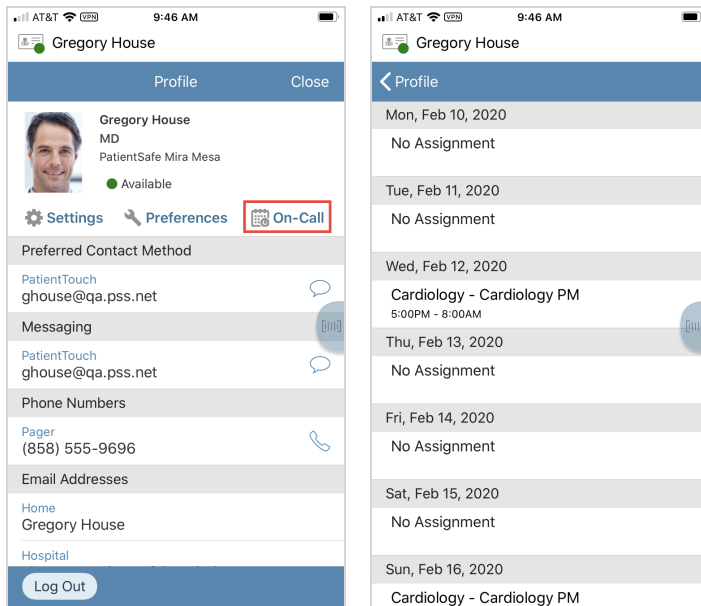 AT&T VPN 9:46 AM
Gregory House
Profile Close
Gregory House
MD
PatientSafe Mira Mesa
Available
Settings Preferences On-Call
Preferred Contact Method
PatientTouch
ghouse@qa.pss.net
Messaging
PatientTouch
ghouse@qa.pss.net
Phone Numbers
Pager
(858) 555-9696
Email Addresses
Home
Gregory House
Hospital
Log Out
AT&T VPN 9:46 AM
Gregory House
Profile
Mon, Feb 10, 2020
No Assignment
Tue, Feb 11, 2020
No Assignment
Wed, Feb 12, 2020
Cardiology - Cardiology PM
5:00PM - 8:00AM
Thu, Feb 13, 2020
No Assignment
Fri, Feb 14, 2020
No Assignment
Sat, Feb 15, 2020
No Assignment
Sun, Feb 16, 2020
Cardiology - Cardiology PM